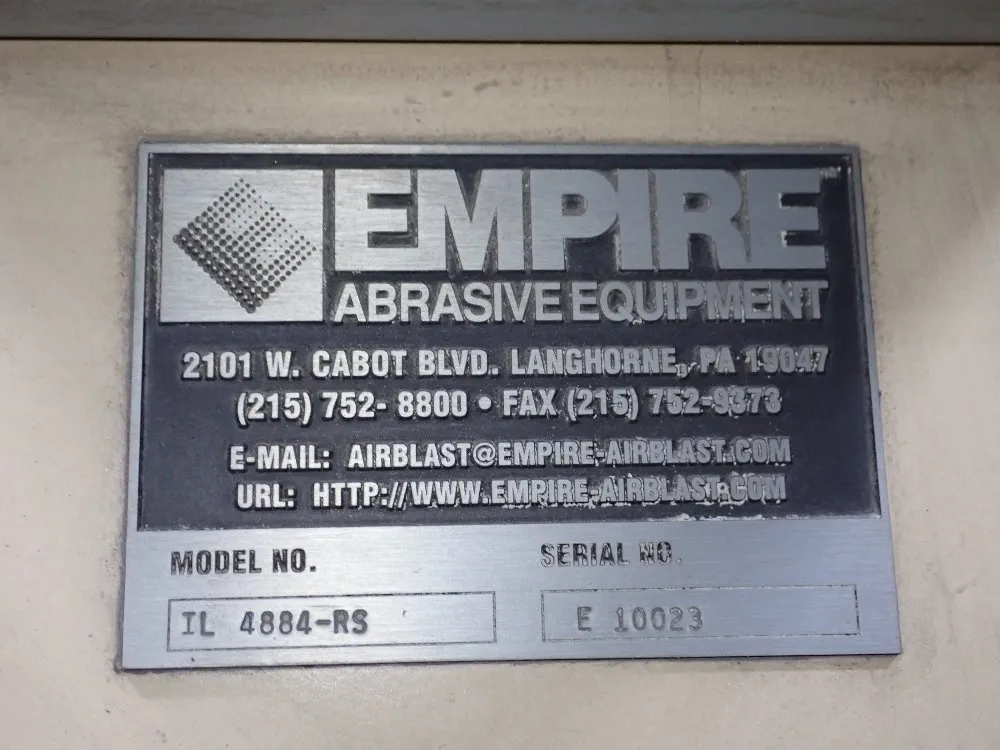 EMPIRE
ABRASIVE EQUIPMENT
2101 W. CABOT BLVD. LANGHORNE, PA 19047
(215) 752- 8800 • FAX (215) 752-9373
E-MAIL: AIRBLAST@EMPIRE-AIRBLAST.COM
URL: HTTP://WWW.EMPIRE-AIRBLAST.COM
MODEL NO. SERIAL NO.
IL 4884-RS E 10023